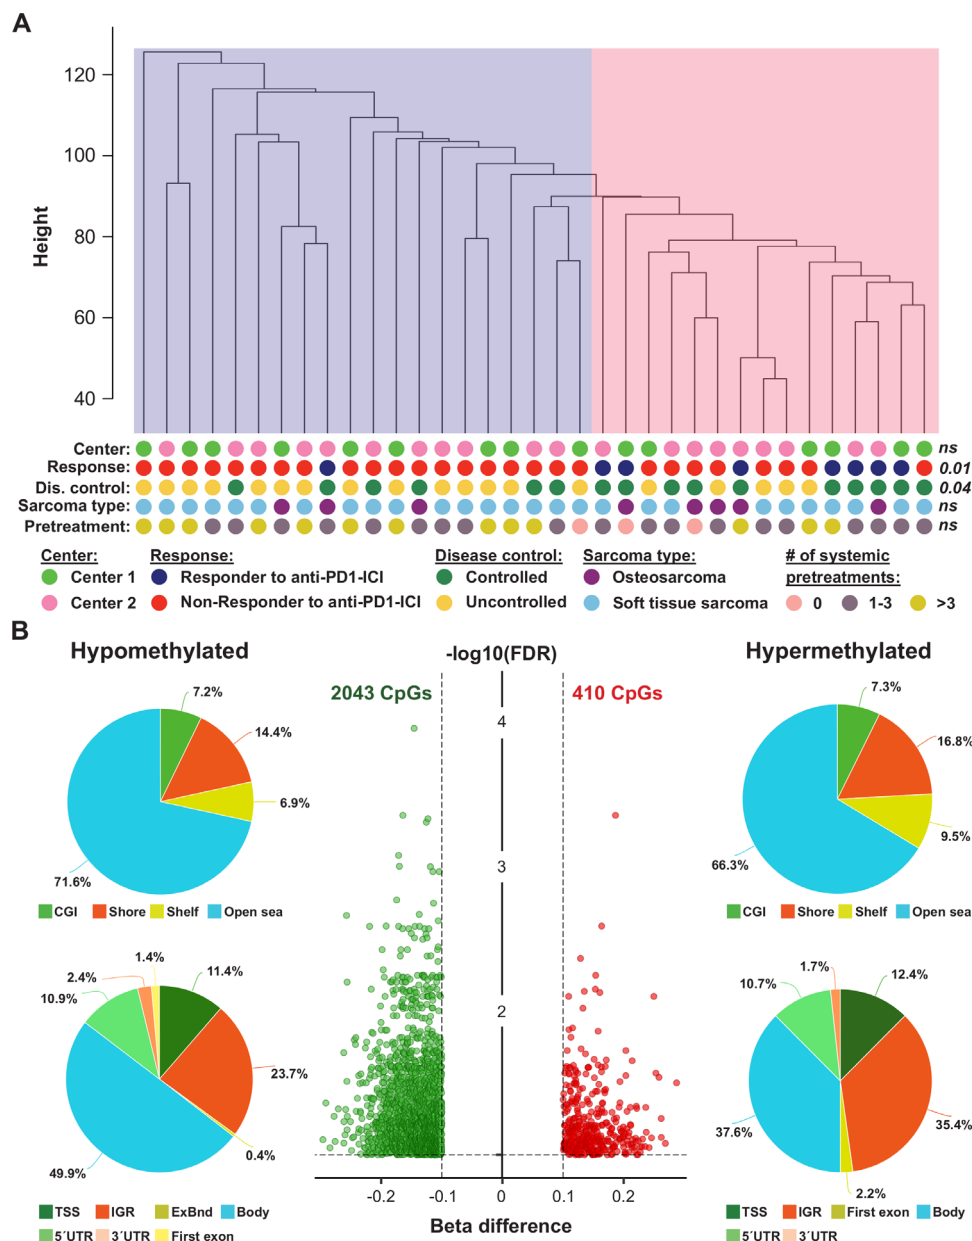 A
Height
120
100
80
60
40
Center: ns
Response: 0.01
Dis. control: 0.04
Sarcoma type: ns
Pretreatment: ns
Center: Response: Disease control: Sarcoma type: # of systemic pretreatments:
Center 1 Responder to anti-PD1-ICI Controlled Osteosarcoma
Center 2 Non-Responder to anti-PD1-ICI Uncontrolled Soft tissue sarcoma 0 1-3 >3
B
Hypomethylated -log10(FDR) Hypermethylated
2043 CpGs 410 CpGs
7.2%
14.4%
6.9%
71.6%
CGI Shore Shelf Open sea
1.4%
2.4%
10.9%
11.4%
23.7%
0.4%
49.9%
TSS IGR ExBnd Body
5´UTR 3´UTR First exon
4
3
2
-0.2 -0.1 0 0.1 0.2
Beta difference
7.3%
16.8%
9.5%
66.3%
CGI Shore Shelf Open sea
1.7%
10.7%
12.4%
37.6%
35.4%
2.2%
TSS IGR First exon Body
5´UTR 3´UTR